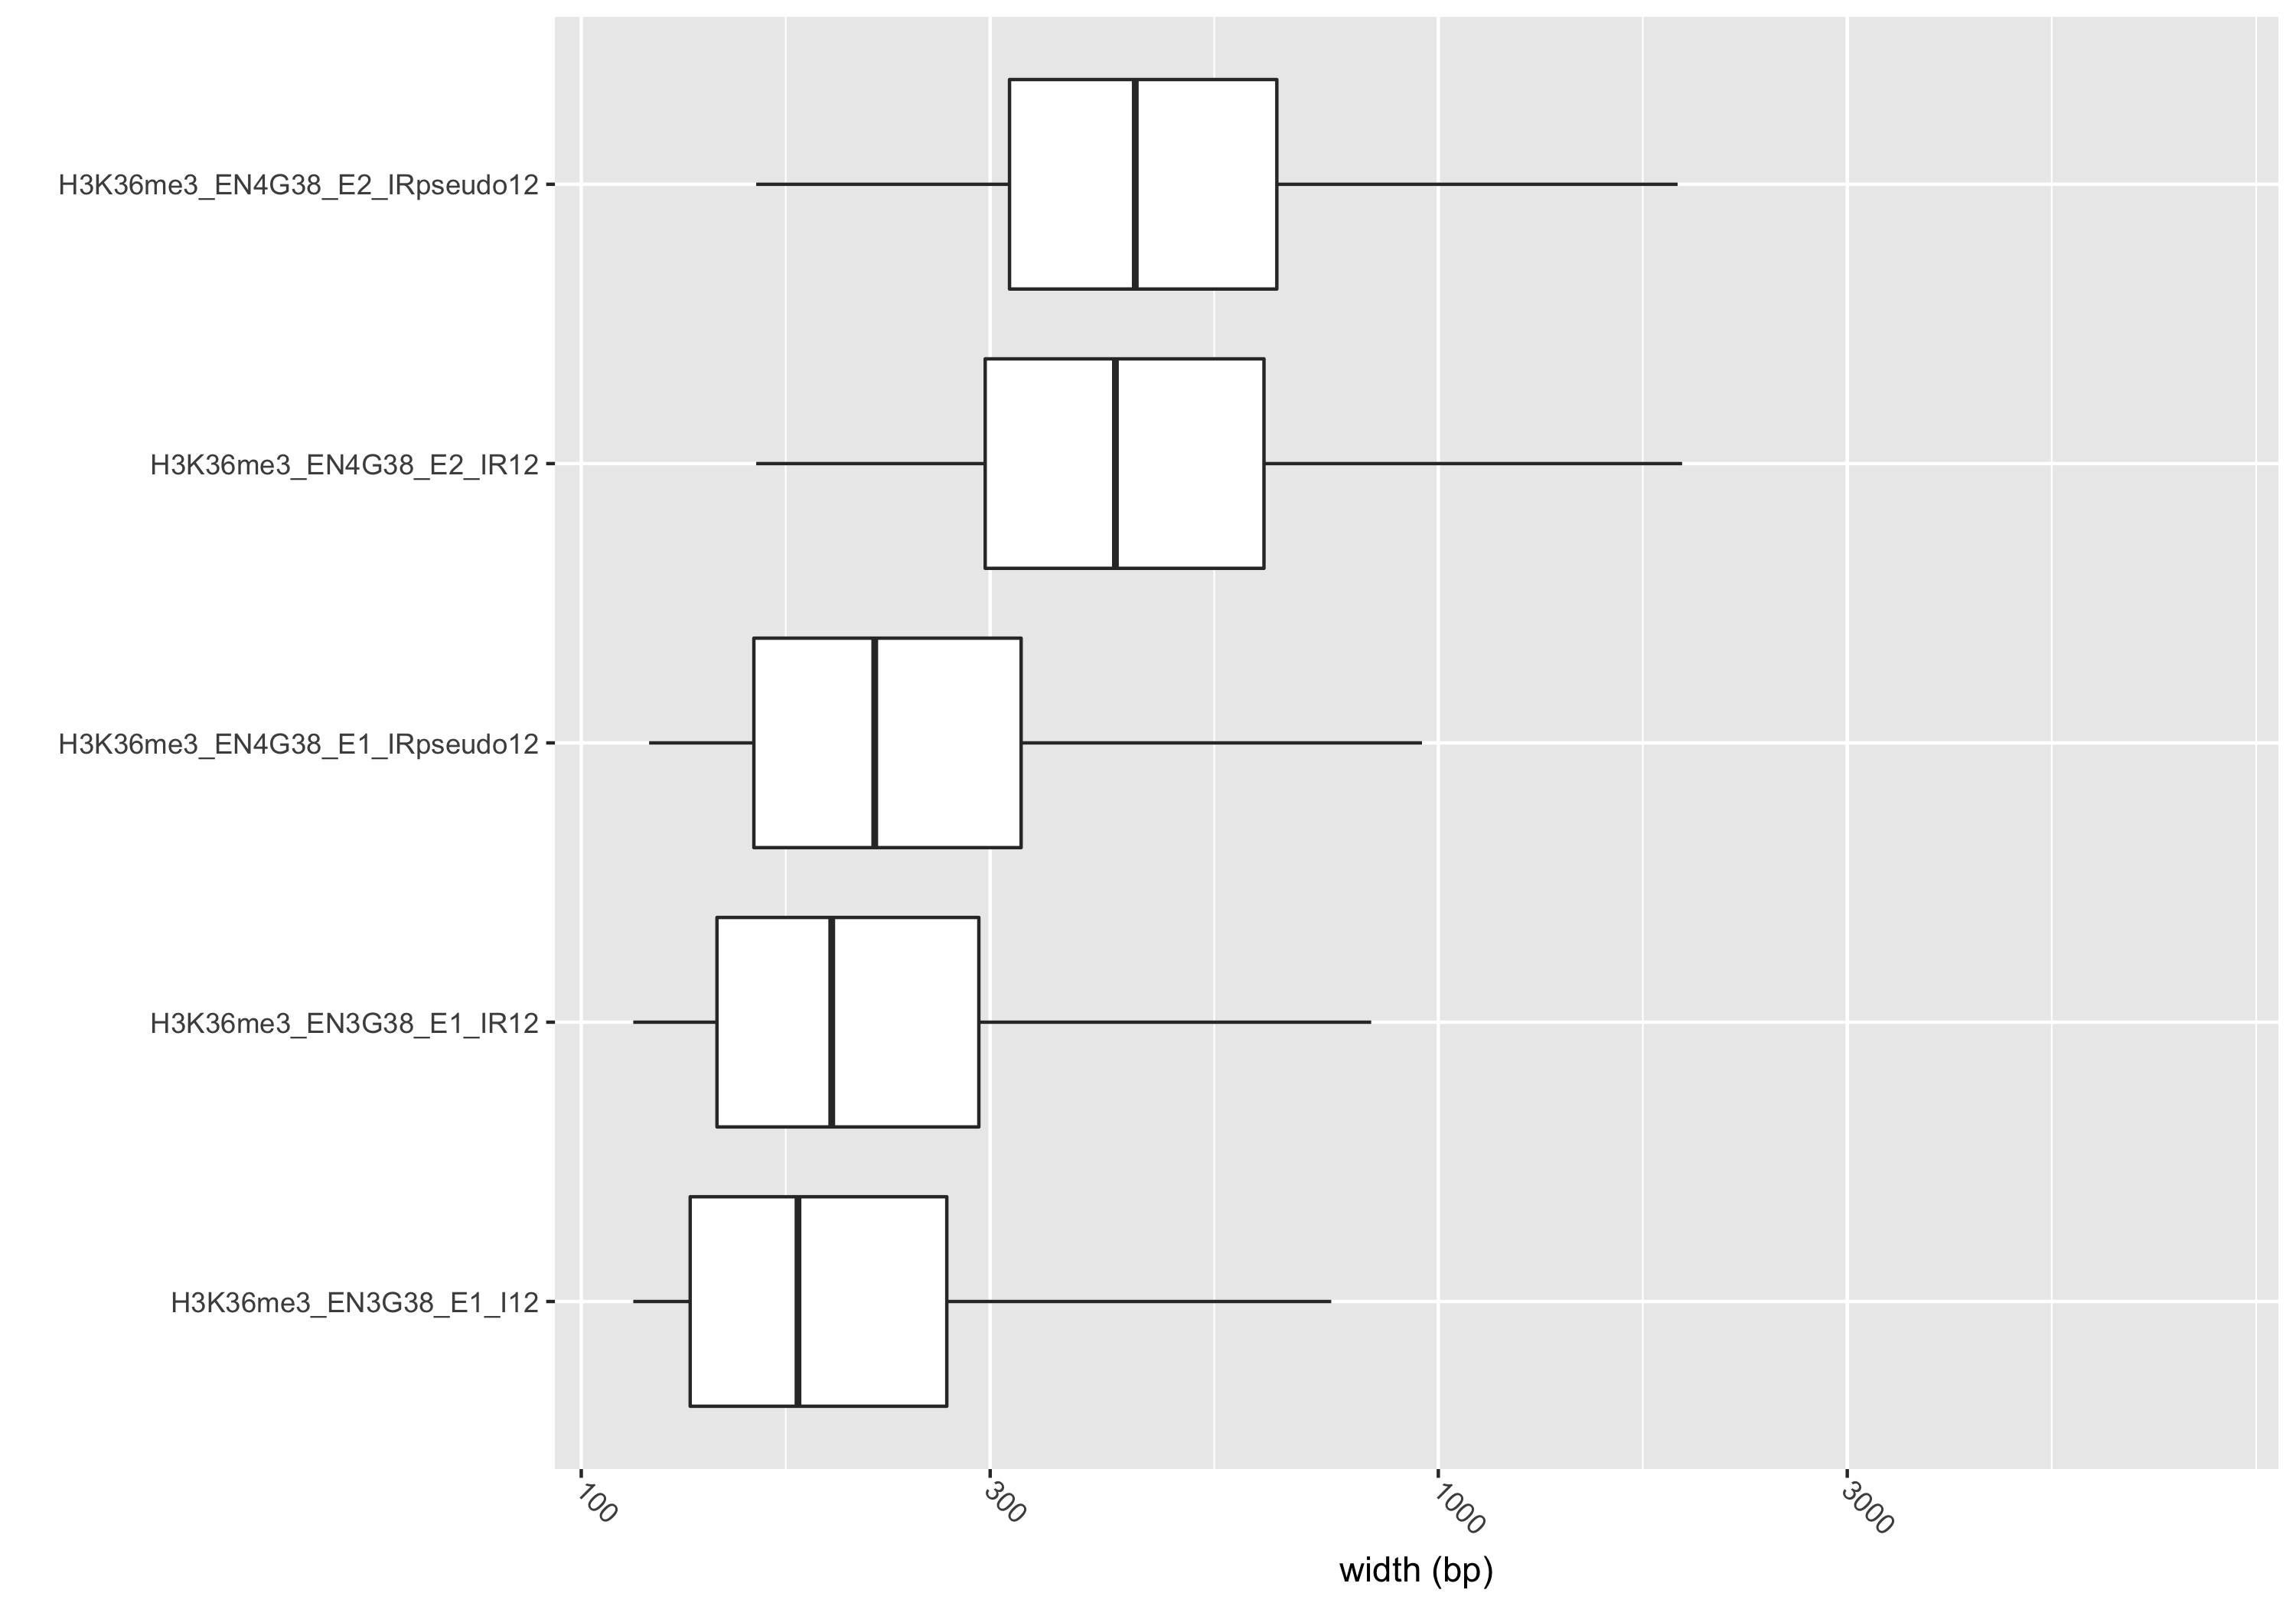 H3K36me3_EN4G38_E2_IRpseudo12
H3K36me3_EN4G38_E2_IR12
H3K36me3_EN4G38_E1_IRpseudo12
H3K36me3_EN3G38_E1_IR12
H3K36me3_EN3G38_E1_I12
100
300
1000
3000
width (bp)